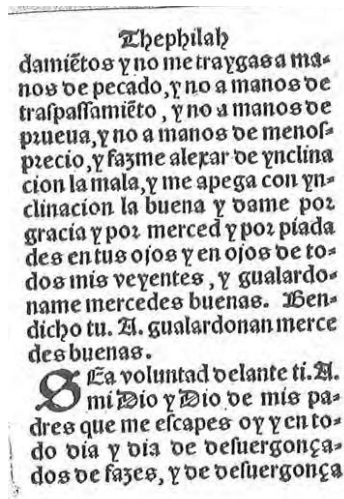 Thephilah
damiẽtos y no me traygas a ma-
nos de pecado, y no a manos de
traſpaſſamiẽto, y no a manos de
prueua, y no a manos de menoſ-
precio, y fazme alexar de ynclina
cion la mala, y me apega con yn-
clinacion la buena y dame por
gracia y por merced y por piada
des en tus ojos y en ojos de to-
dos mis veyentes, y gualardo-
name mercedes buenas. Ben-
dicho tu. A. gualardonan merce
des buenas.
SEa voluntad delante ti. A.
mi Dio y Dio de mis pa-
dres que me eſcapes oy y en to-
do dia y dia de deſuergonça-
dos de fazes, y de deſuergonça